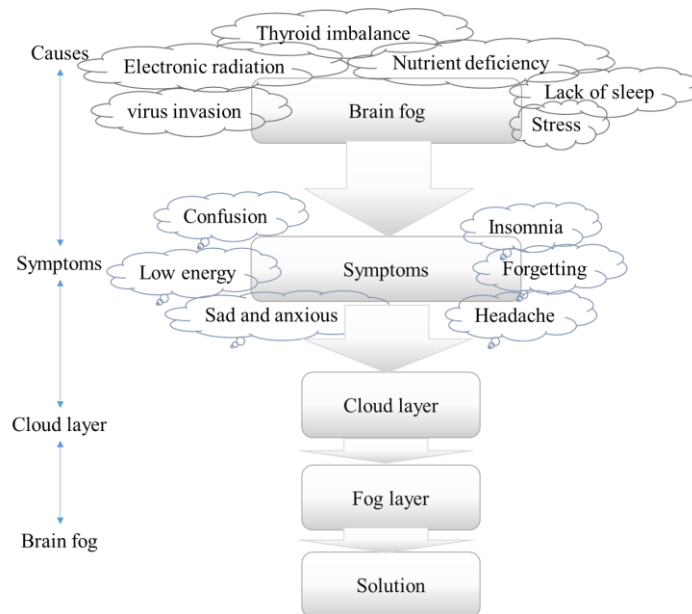 Thyroid imbalance
Causes
Electronic radiation
Nutrient deficiency
Lack of sleep
virus invasion
Brain fog
Stress
Confusion
Insomnia
Symptoms
Low energy
Symptoms
Forgetting
Sad and anxious
Headache
Cloud layer
Cloud layer
Fog layer
Brain fog
Solution